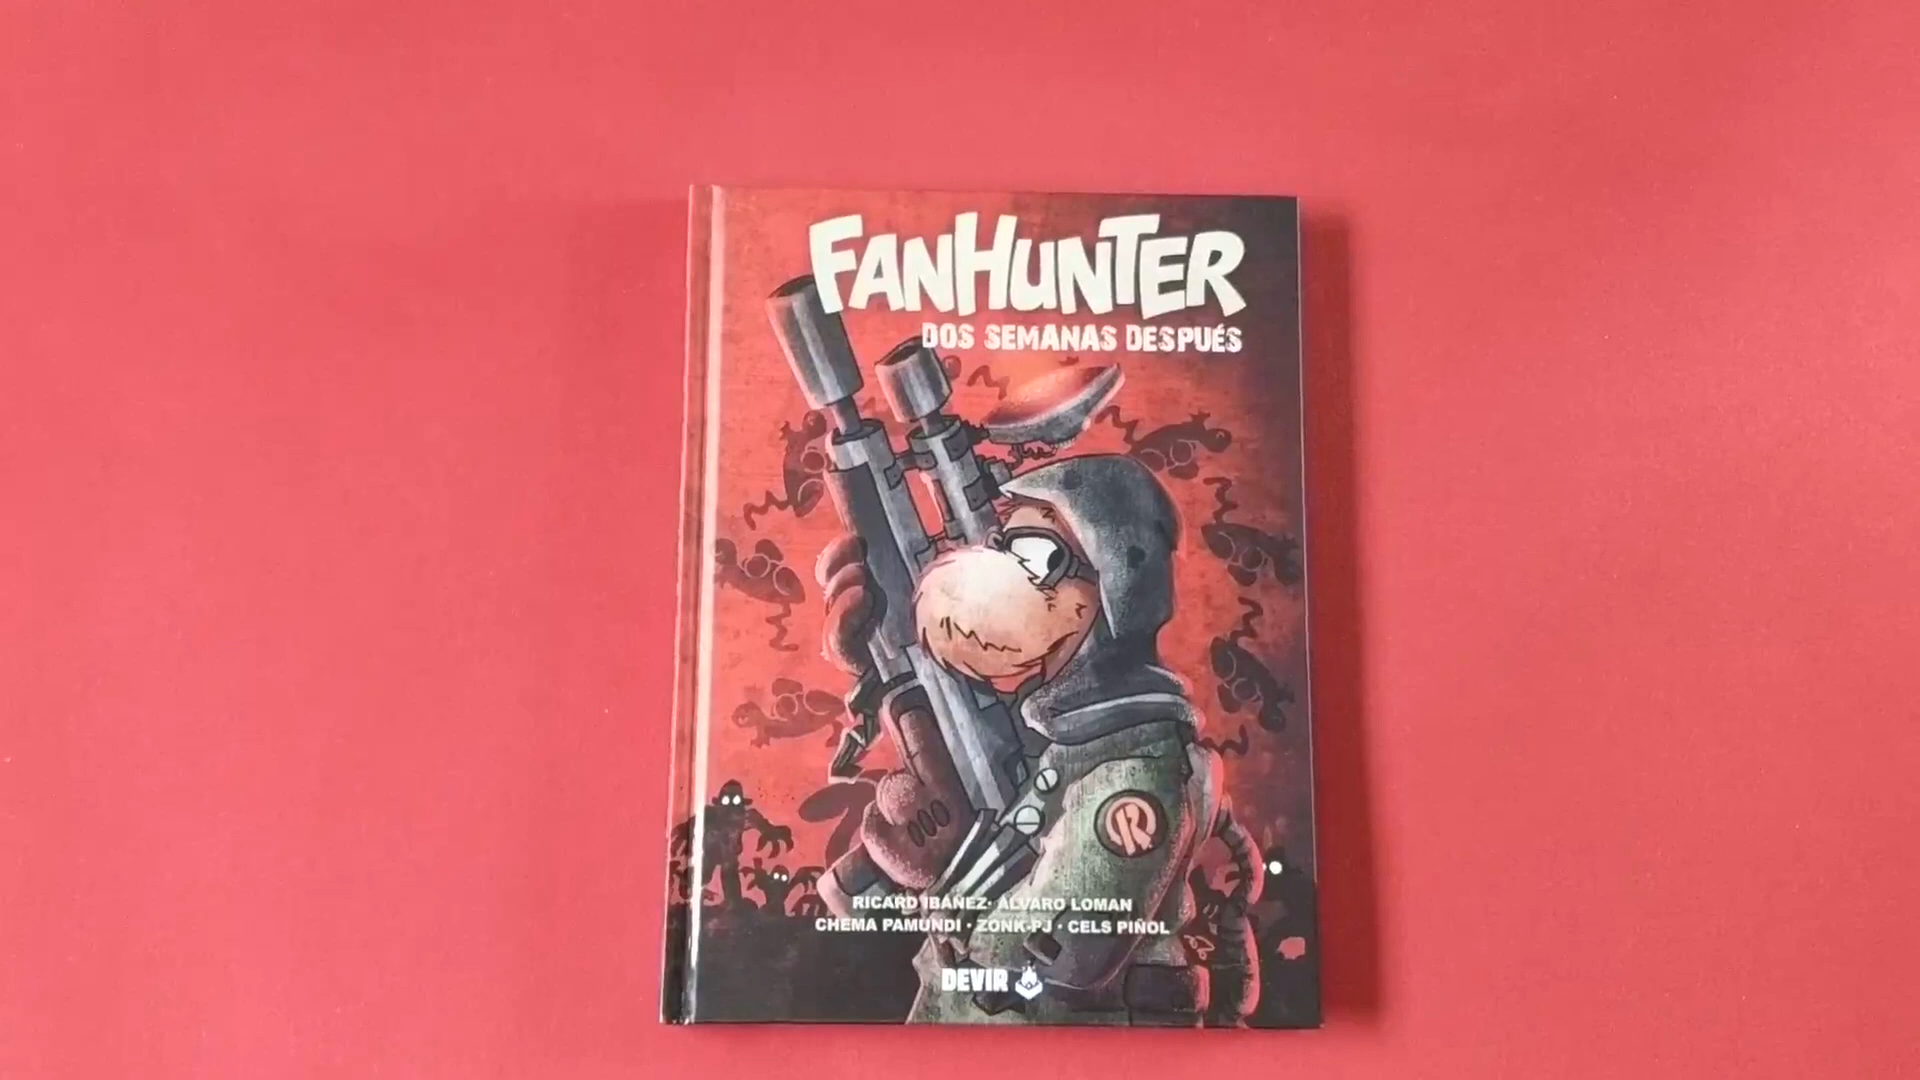 FANHUNTER
DOS SEMANAS DESPUÉS
RICARD IBÁÑEZ· ÁLVARO LOMAN
CHEMA PAMUNDI · ZONK-PJ · CELS PIÑOL
DEVIR